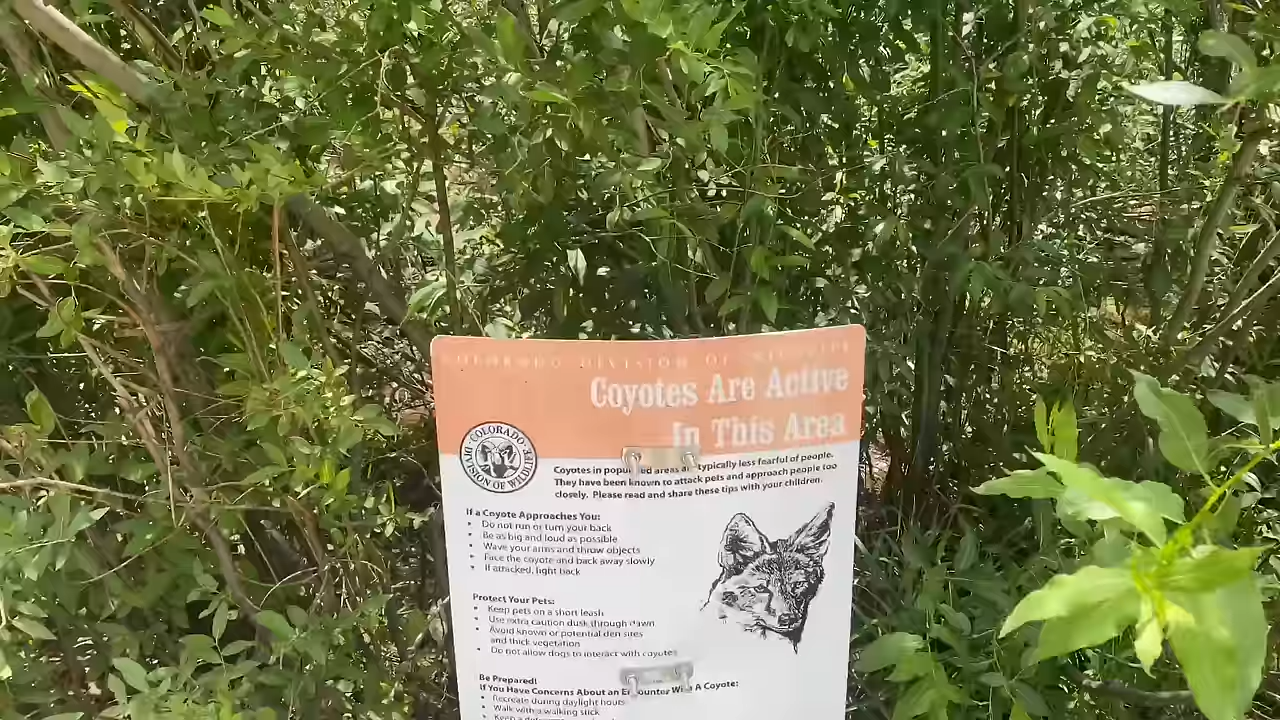 COLORADO DIVISION OF WILDLIFE
Coyotes Are Active
In This Area
COLORADO
DIVISION OF WILDLIFE
Coyotes in populated areas are typically less fearful of people.
They have been known to attack pets and approach people too
closely. Please read and share these tips with your children.
If a Coyote Approaches You:
• Do not run or turn your back
• Be as big and loud as possible
• Wave your arms and throw objects
• Face the coyote and back away slowly
• If attacked, fight back
Protect Your Pets:
• Keep pets on a short leash
• Use extra caution dusk through dawn
• Avoid known or potential den sites
and thick vegetation
• Do not allow dogs to interact with coyotes
Be Prepared!
If You Have Concerns About an Encounter With A Coyote:
• Recreate during daylight hours
• Walk with a walking stick
• Keep a